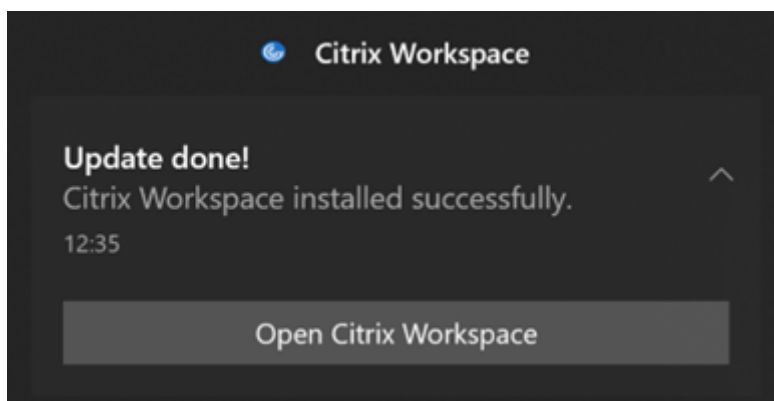 Citrix Workspace
Update done!
Citrix Workspace installed successfully.
12:35
Open Citrix Workspace